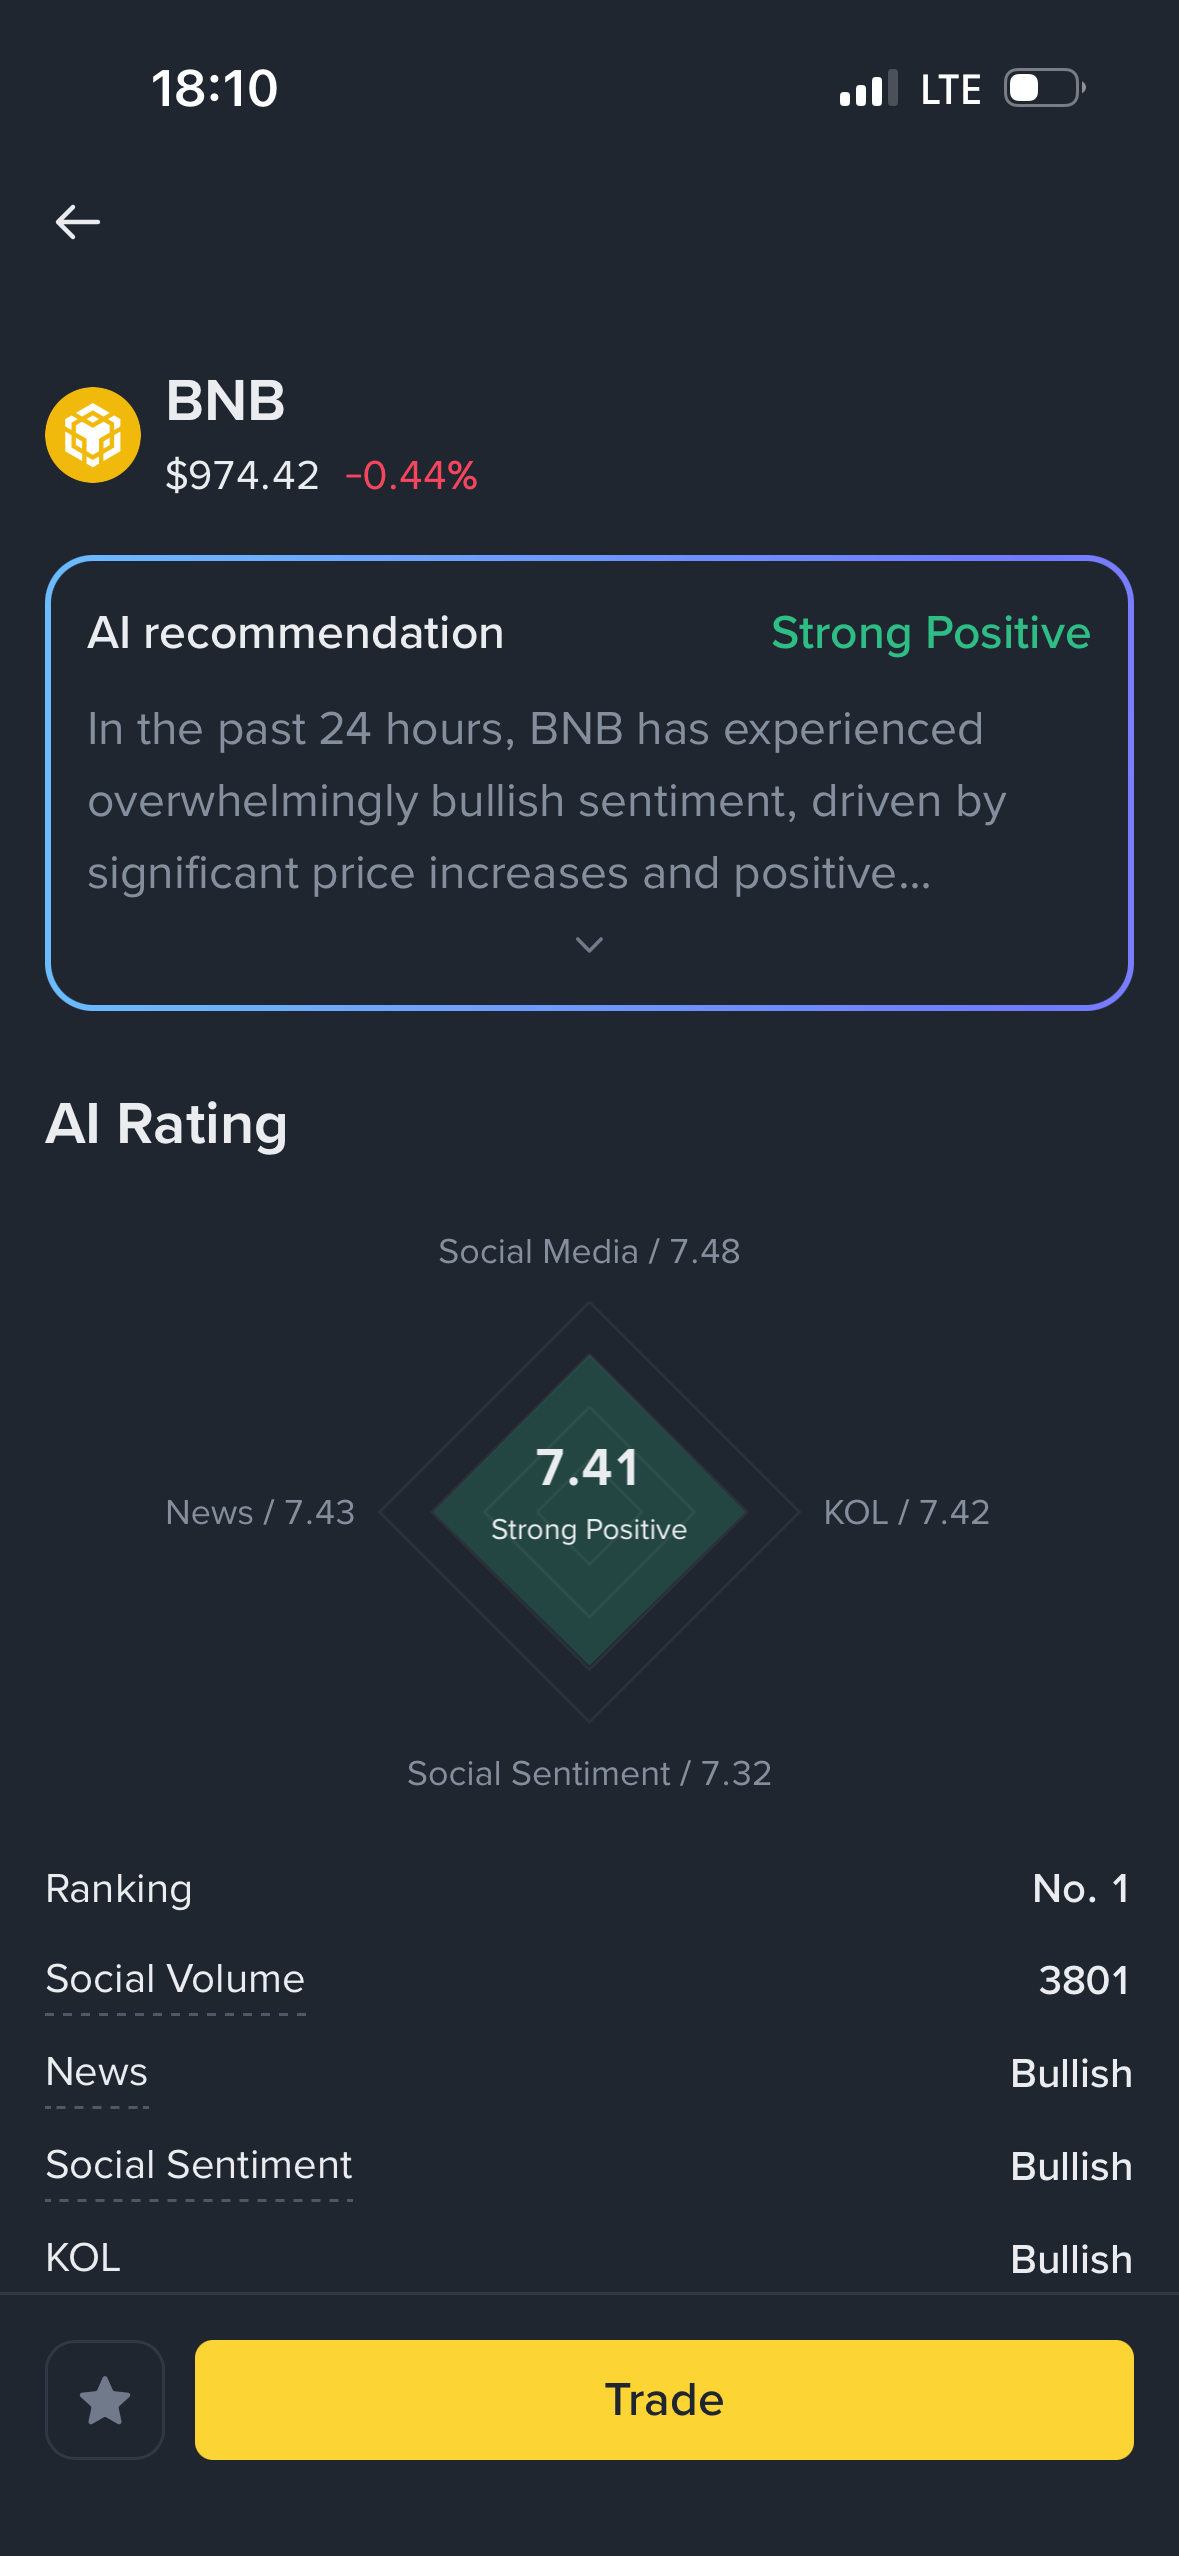 18:10
LTE
BNB
$974.42 -0.44%
AI recommendation Strong Positive
In the past 24 hours, BNB has experienced
overwhelmingly bullish sentiment, driven by
significant price increases and positive...
AI Rating
Social Media / 7.48
7.41
Strong Positive
News / 7.43
KOL / 7.42
Social Sentiment / 7.32
Ranking No. 1
Social Volume 3801
News Bullish
Social Sentiment Bullish
KOL Bullish
Trade